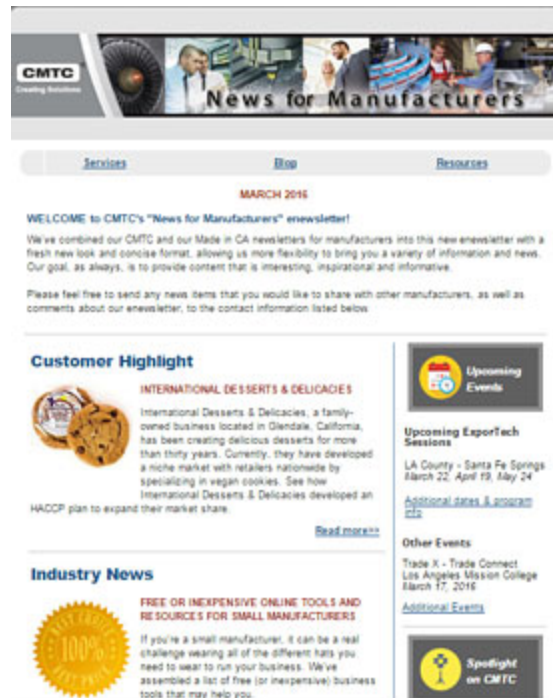 CMTC
Creating Solutions
News for Manufacturers
Services Blog Resources
MARCH 2016
WELCOME to CMTC's "News for Manufacturers" enewsletter!
We've combined our CMTC and our Made in CA newsletters for manufacturers into this new enewsletter with a
fresh new look and concise format, allowing us more flexibility to bring you a variety of information and news.
Our goal, as always, is to provide content that is interesting, inspirational and informative.
Please feel free to send any news items that you would like to share with other manufacturers, as well as
comments about our enewsletter, to the contact information listed below.
Customer Highlight
INTERNATIONAL DESSERTS & DELICACIES
International Desserts & Delicacies, a family-
owned business located in Glendale, California,
has been creating delicious desserts for more
than thirty years. Currently, they have developed
a niche market with retailers nationwide by
specializing in vegan cookies. See how
International Desserts & Delicacies developed an
HACCP plan to expand their market share.
Read more>>
Industry News
100%
BEST PRICE
FREE OR INEXPENSIVE ONLINE TOOLS AND
RESOURCES FOR SMALL MANUFACTURERS
If you're a small manufacturer, it can be a real
challenge wearing all of the different hats you
need to wear to run your business. We've
assembled a list of free (or inexpensive) business
tools that may help you.
Upcoming
Events
Upcoming ExporTech
Sessions
LA County - Santa Fe Springs
March 22, April 19, May 24
Additional dates & program
info
Other Events
Trade X - Trade Connect
Los Angeles Mission College
March 17, 2016
Additional Events
Spotlight
on CMTC